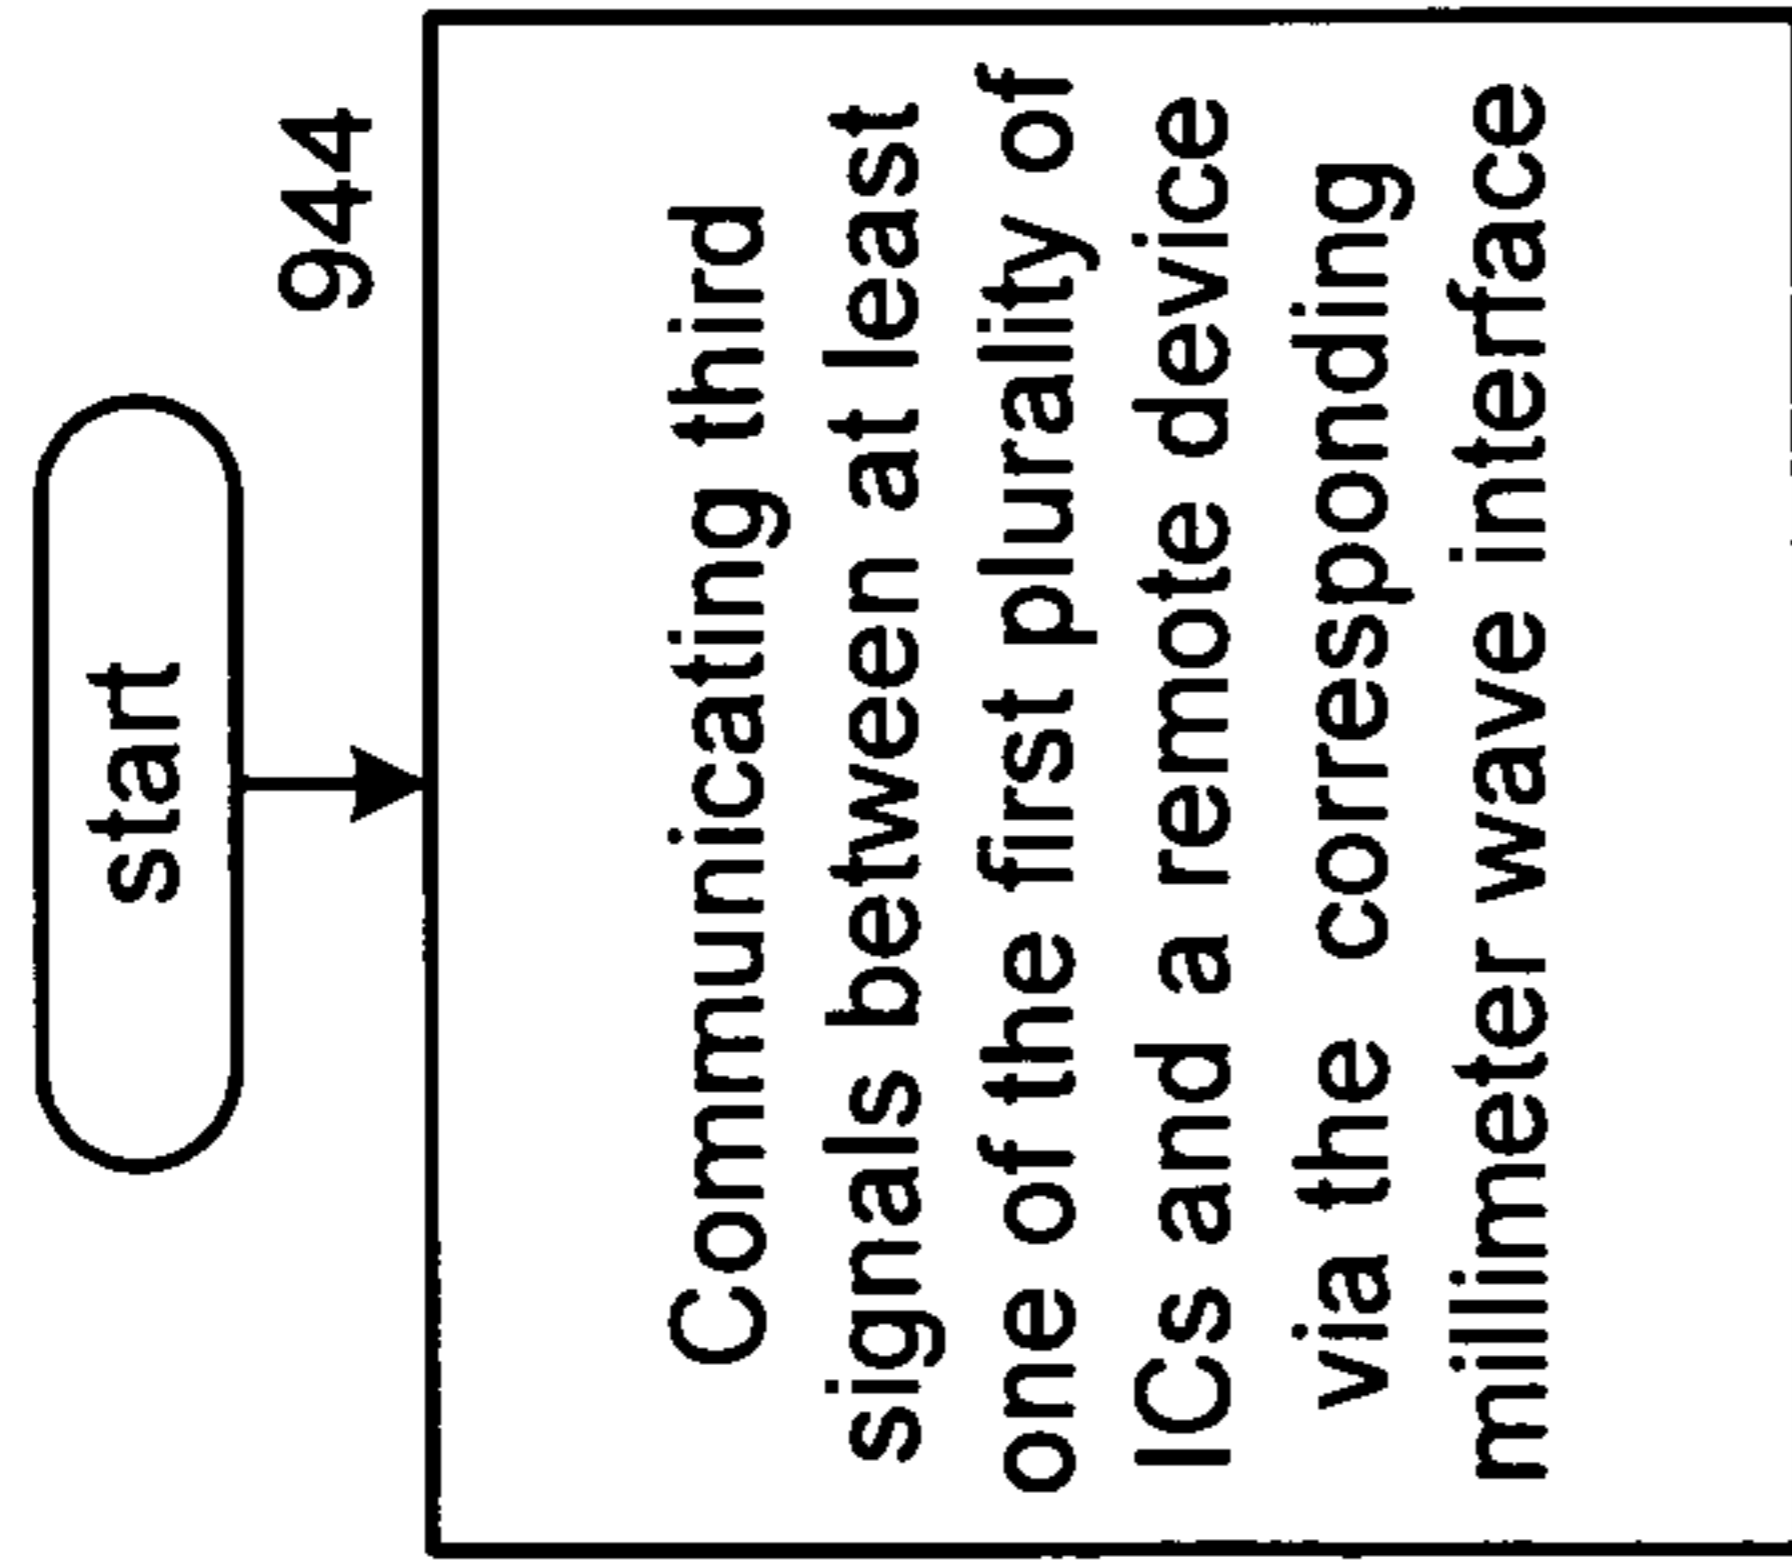 start
944
Communicating third
signals between at least
one of the first plurality of
ICs and a remote device
via the corresponding
millimeter wave interface